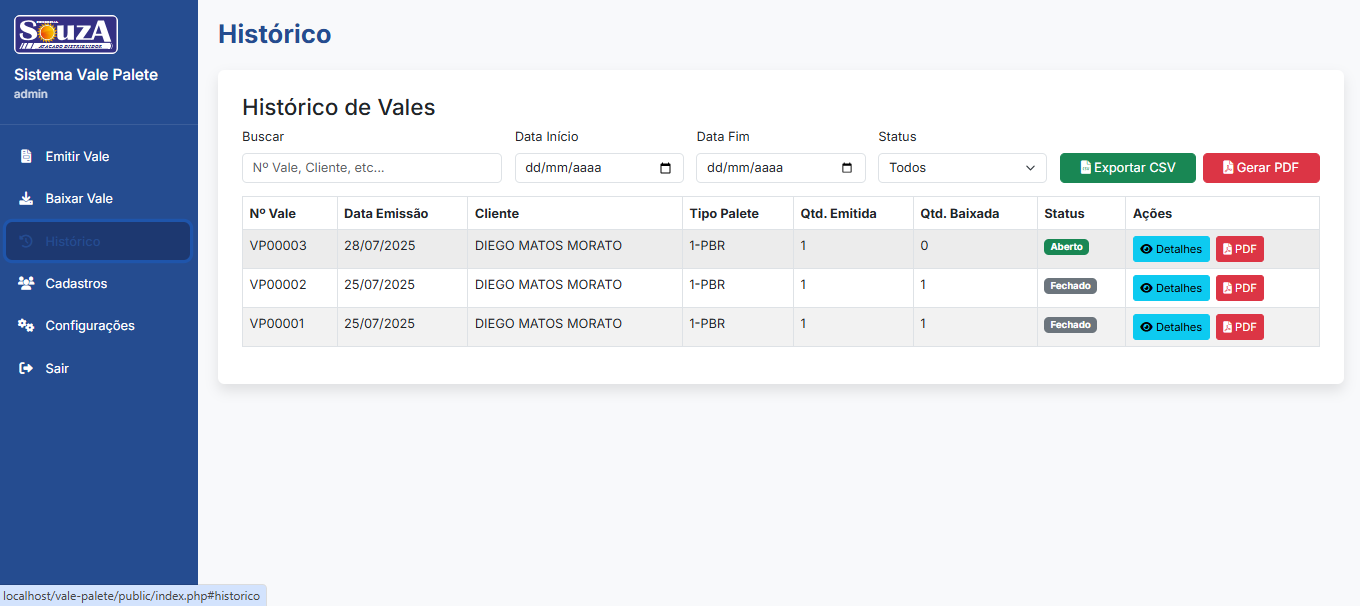 SouzA
ATACADO DISTRIBUIDOR
Sistema Vale Palete
admin
Emitir Vale
Baixar Vale
Histórico
Cadastros
Configurações
Sair
Histórico
Histórico de Vales
Buscar Data Início Data Fim Status
Nº Vale, Cliente, etc... dd/mm/aaaa dd/mm/aaaa Todos Exportar CSV Gerar PDF
Nº Vale Data Emissão Cliente Tipo Palete Qtd. Emitida Qtd. Baixada Status Ações
VP00003 28/07/2025 DIEGO MATOS MORATO 1-PBR 1 0 Aberto Detalhes PDF
VP00002 25/07/2025 DIEGO MATOS MORATO 1-PBR 1 1 Fechado Detalhes PDF
VP00001 25/07/2025 DIEGO MATOS MORATO 1-PBR 1 1 Fechado Detalhes PDF
localhost/vale-palete/public/index.php#historico